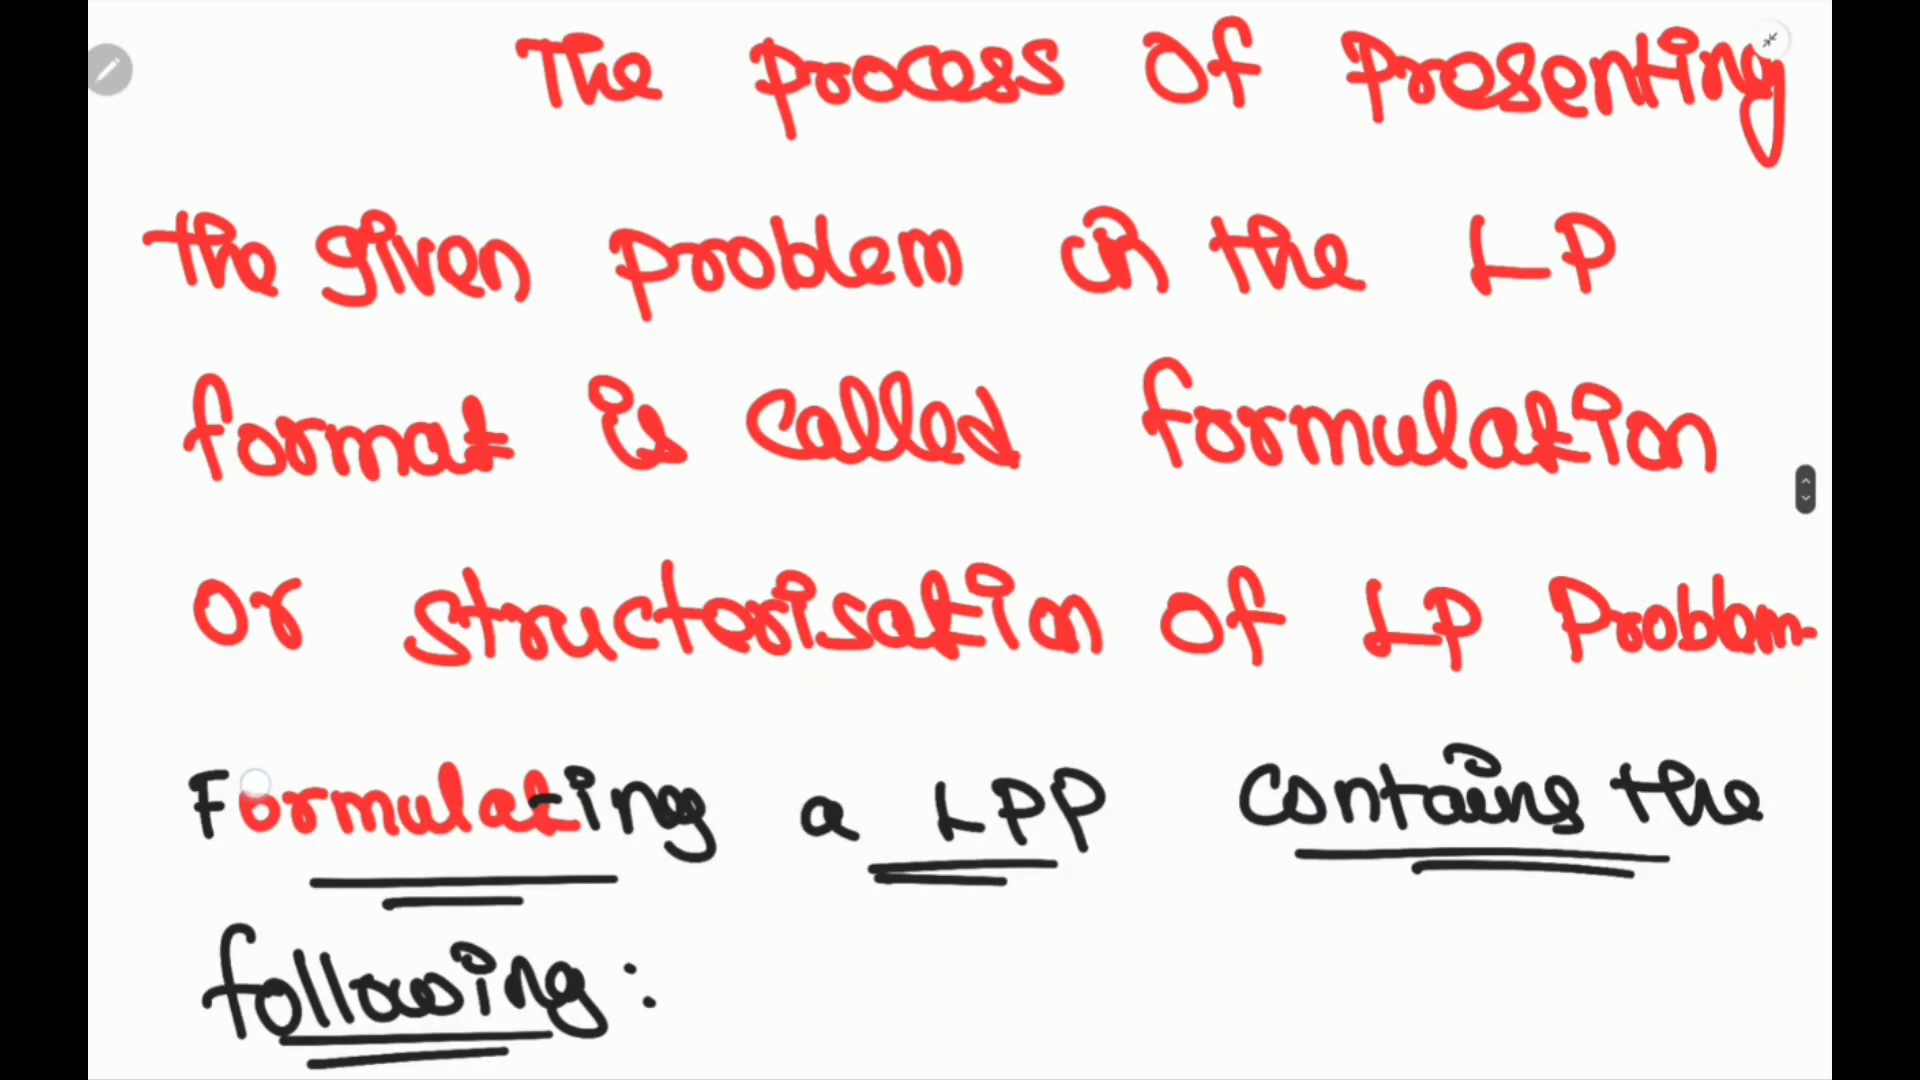 The process of presenting
the given problem in the LP
format is called formulation
or structorisation of LP Problem
Formulating a LPP contains the
following: